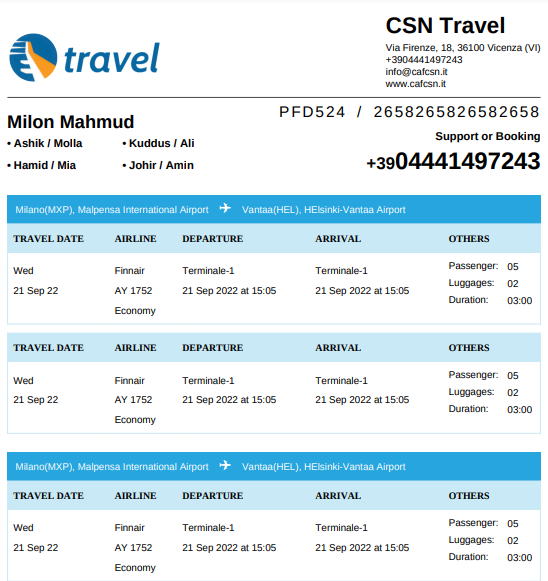 travel
CSN Travel
Via Firenze, 18, 36100 Vicenza (VI)
+3904441497243
info@cafcsn.it
www.cafcsn.it
PFD524 / 2658265826582658
Milon Mahmud
Support or Booking
• Ashik / Molla • Kuddus / Ali
• Hamid / Mia • Johir / Amin
+3904441497243
Milano(MXP), Malpensa International Airport ✈ Vantaa(HEL), HElsinki-Vantaa Airport
TRAVEL DATE AIRLINE DEPARTURE ARRIVAL OTHERS
Wed Finnair Terminale-1 Terminale-1 Passenger: 05
21 Sep 22 AY 1752 21 Sep 2022 at 15:05 21 Sep 2022 at 15:05 Luggages: 02
Economy Duration: 03:00
TRAVEL DATE AIRLINE DEPARTURE ARRIVAL OTHERS
Wed Finnair Terminale-1 Terminale-1 Passenger: 05
21 Sep 22 AY 1752 21 Sep 2022 at 15:05 21 Sep 2022 at 15:05 Luggages: 02
Economy Duration: 03:00
Milano(MXP), Malpensa International Airport ✈ Vantaa(HEL), HElsinki-Vantaa Airport
TRAVEL DATE AIRLINE DEPARTURE ARRIVAL OTHERS
Wed Finnair Terminale-1 Terminale-1 Passenger: 05
21 Sep 22 AY 1752 21 Sep 2022 at 15:05 21 Sep 2022 at 15:05 Luggages: 02
Economy Duration: 03:00